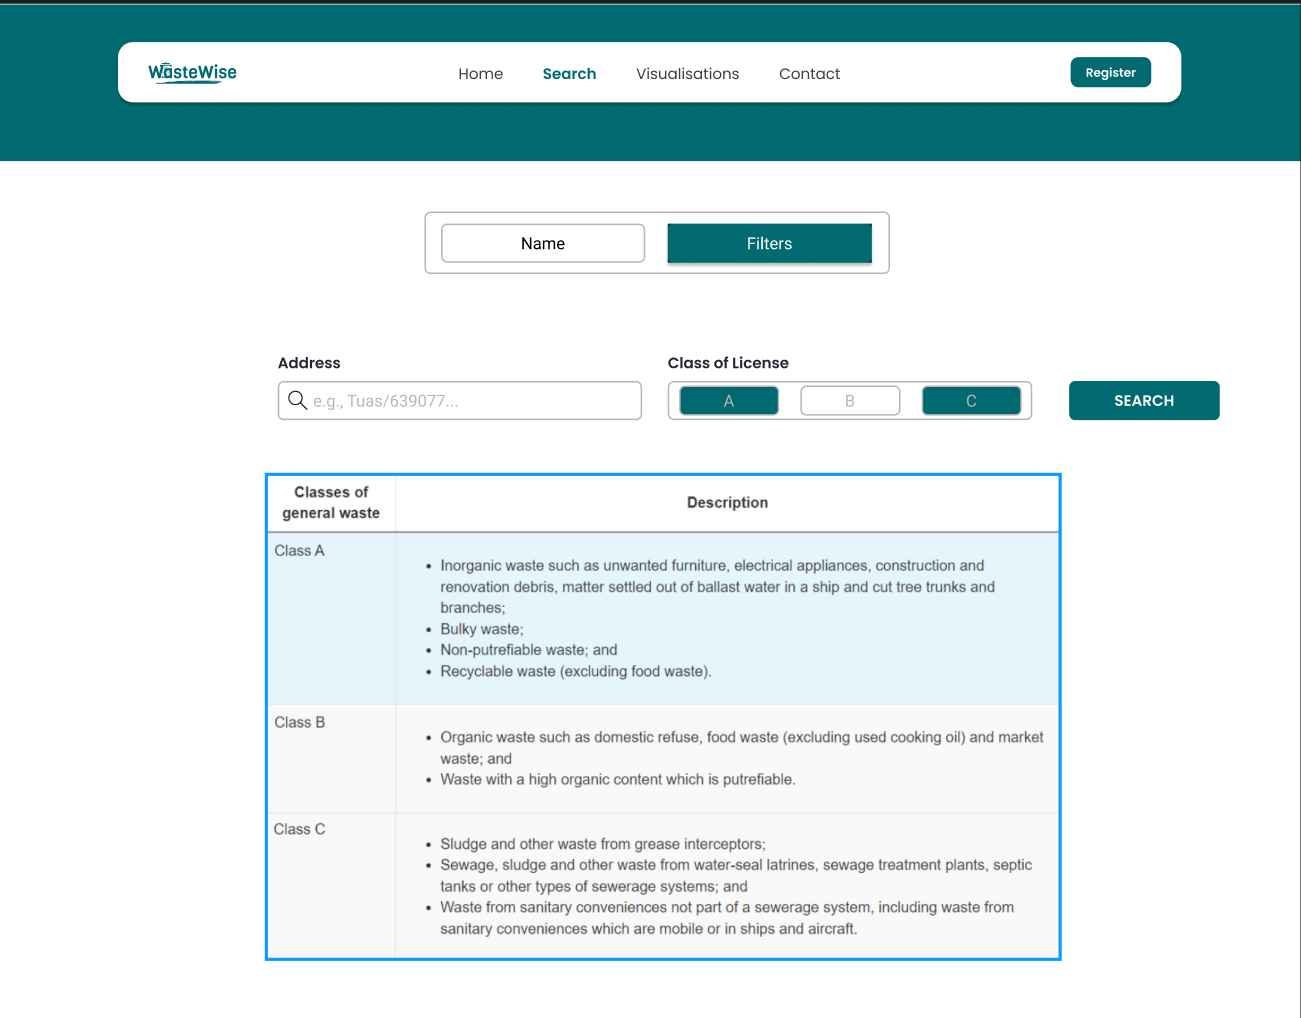 WasteWise
Home
Search
Visualisations
Contact
Register
Name
Filters
Address
Class of License
e.g., Tuas/639077...
A
B
C
SEARCH
Classes of
general waste
Description
Class A
• Inorganic waste such as unwanted furniture, electrical appliances, construction and
renovation debris, matter settled out of ballast water in a ship and cut tree trunks and
branches;
• Bulky waste;
• Non-putrefiable waste; and
• Recyclable waste (excluding food waste).
Class B
• Organic waste such as domestic refuse, food waste (excluding used cooking oil) and market
waste; and
• Waste with a high organic content which is putrefiable.
Class C
• Sludge and other waste from grease interceptors;
• Sewage, sludge and other waste from water-seal latrines, sewage treatment plants, septic
tanks or other types of sewerage systems; and
• Waste from sanitary conveniences not part of a sewerage system, including waste from
sanitary conveniences which are mobile or in ships and aircraft.